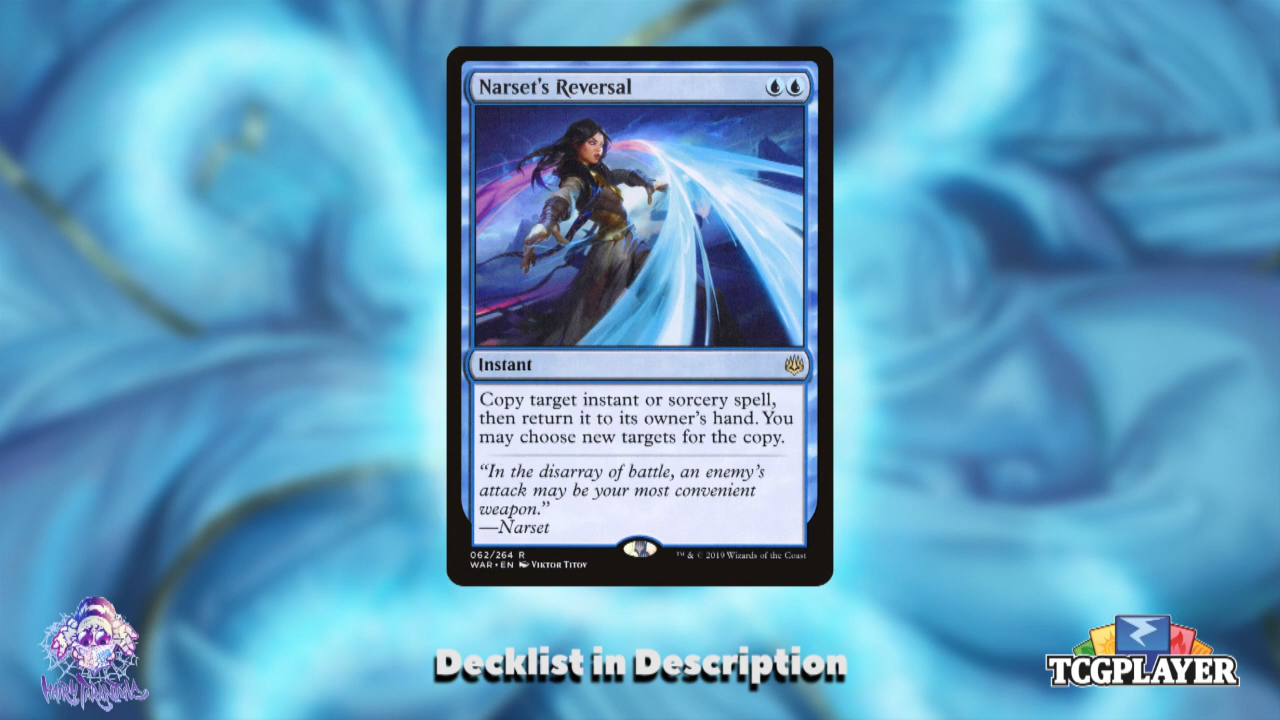 Narset's Reversal
Instant
Copy target instant or sorcery spell,
then return it to its owner's hand. You
may choose new targets for the copy.
"In the disarray of battle, an enemy's
attack may be your most convenient
weapon."
—Narset
062/264 R
WAR • EN Viktor Titov
™ & © 2019 Wizards of the Coast
Decklist in Description
TCGPLAYER